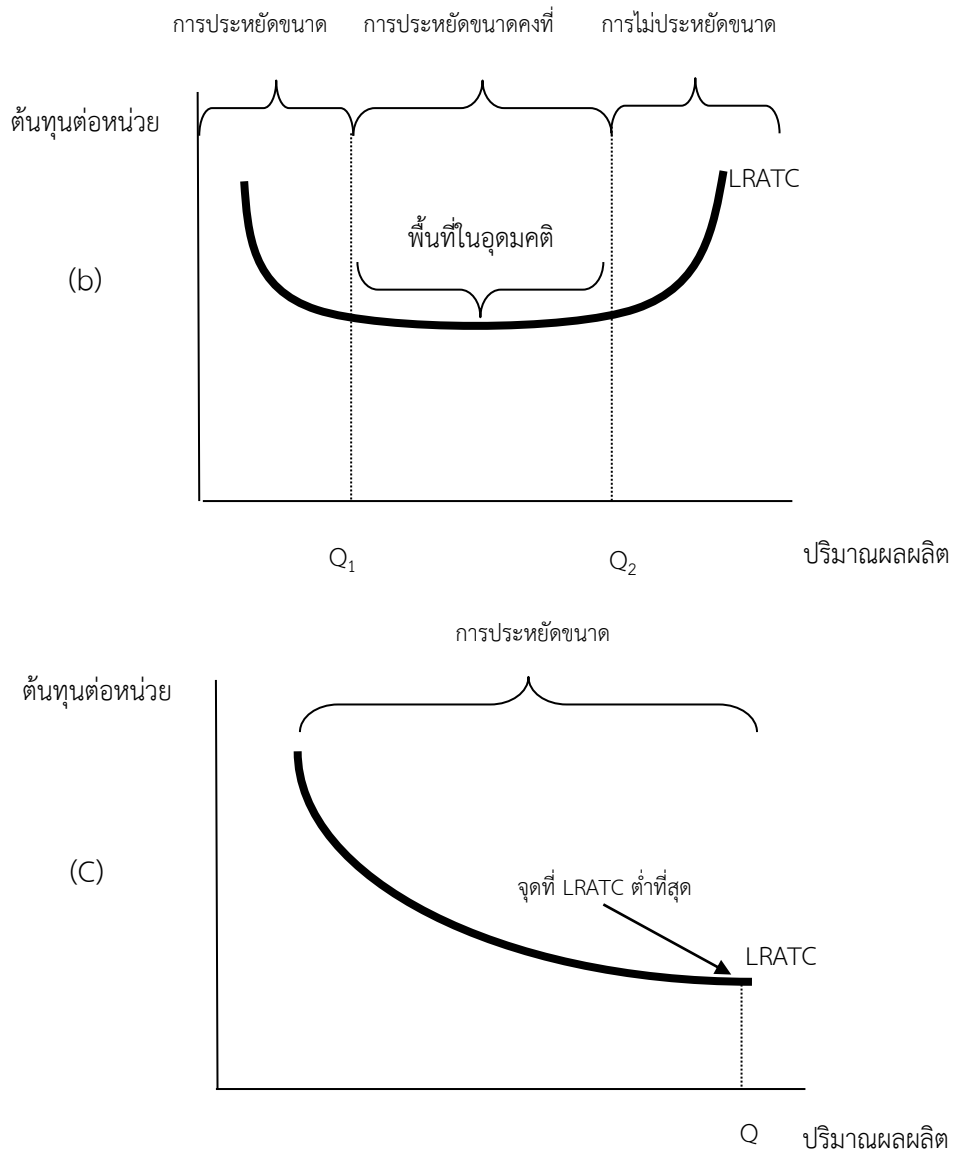 การประหยัดขนาด การประหยัดขนาดคงที่ การไม่ประหยัดขนาด
ต้นทุนต่อหน่วย
LRATC
พื้นที่ในอุดมคติ
(b)
Q1 Q2 ปริมาณผลผลิต
การประหยัดขนาด
ต้นทุนต่อหน่วย
(C)
จุดที่ LRATC ต่ำที่สุด
LRATC
Q ปริมาณผลผลิต